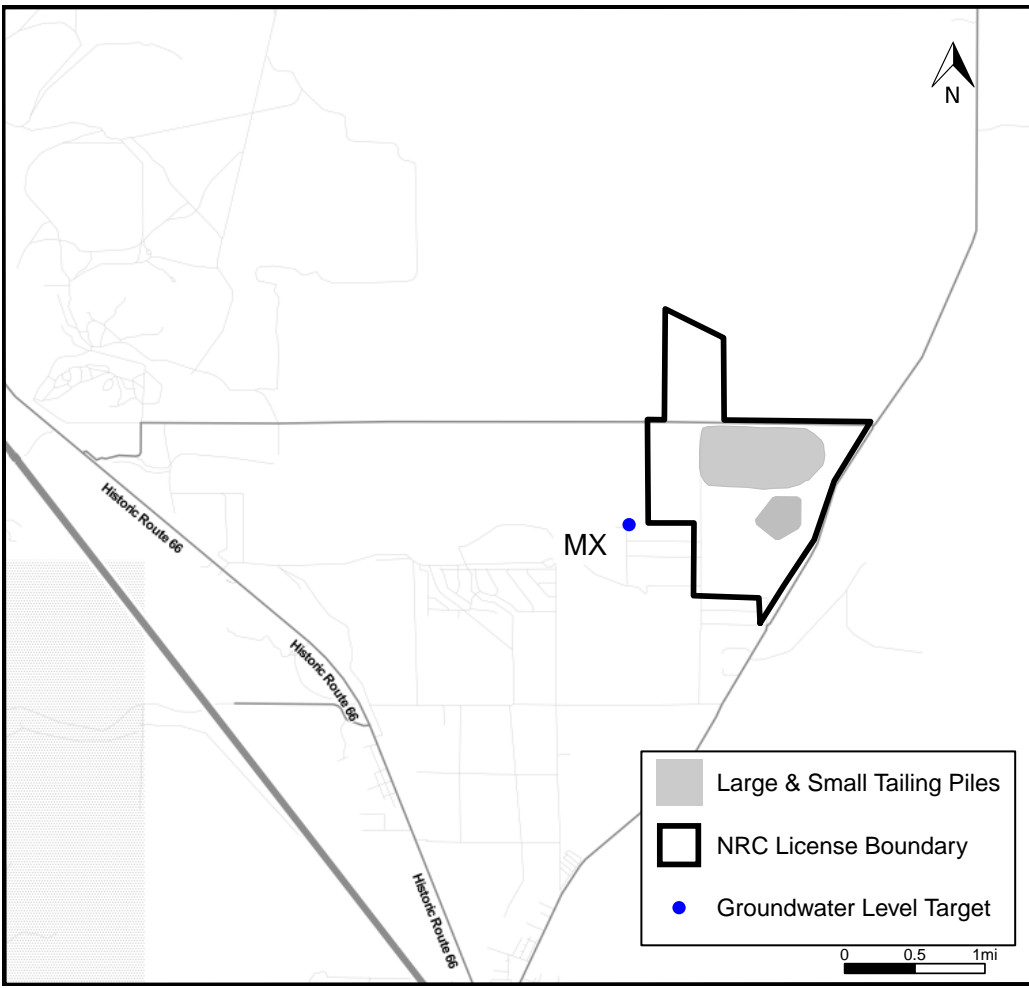 N
MX
Historic Route 66
Historic Route 66
Historic Route 66
Large & Small Tailing Piles
NRC License Boundary
Groundwater Level Target
0 0.5 1mi